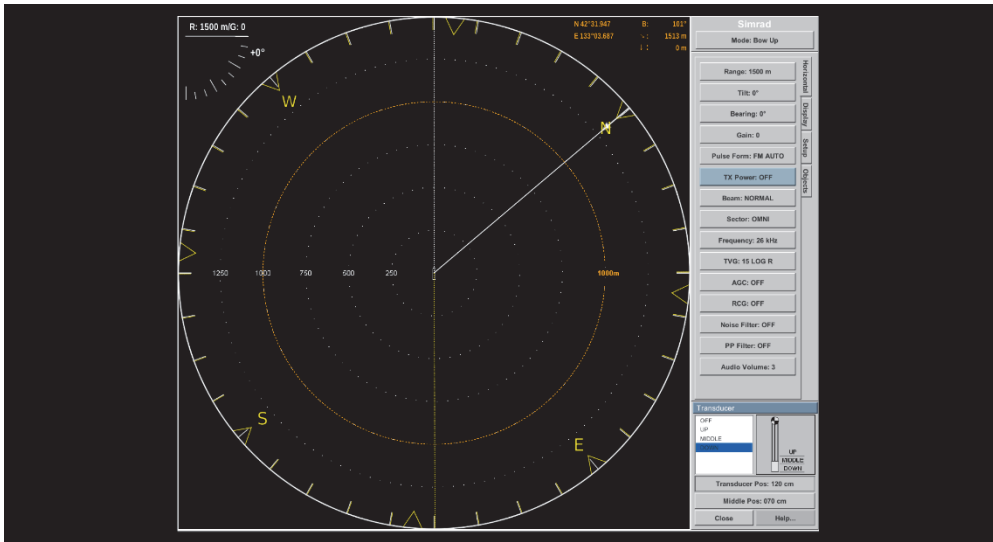 R: 1500 m/G: 0
+0°
N 42°31.947 B: 101°
E 133°03.687 ↘: 1513 m
↓: 0 m
W
N
1250 1000 750 600 250 1000m
S
E
Simrad
Mode: Bow Up
Horizontal
Display
Setup
Objects
Range: 1500 m
Tilt: 0°
Bearing: 0°
Gain: 0
Pulse Form: FM AUTO
TX Power: OFF
Beam: NORMAL
Sector: OMNI
Frequency: 26 kHz
TVG: 15 LOG R
AGC: OFF
RCG: OFF
Noise Filter: OFF
PP Filter: OFF
Audio Volume: 3
Transducer
OFF
UP
MIDDLE
UP
MIDDLE
DOWN
Transducer Pos: 120 cm
Middle Pos: 070 cm
Close Help...